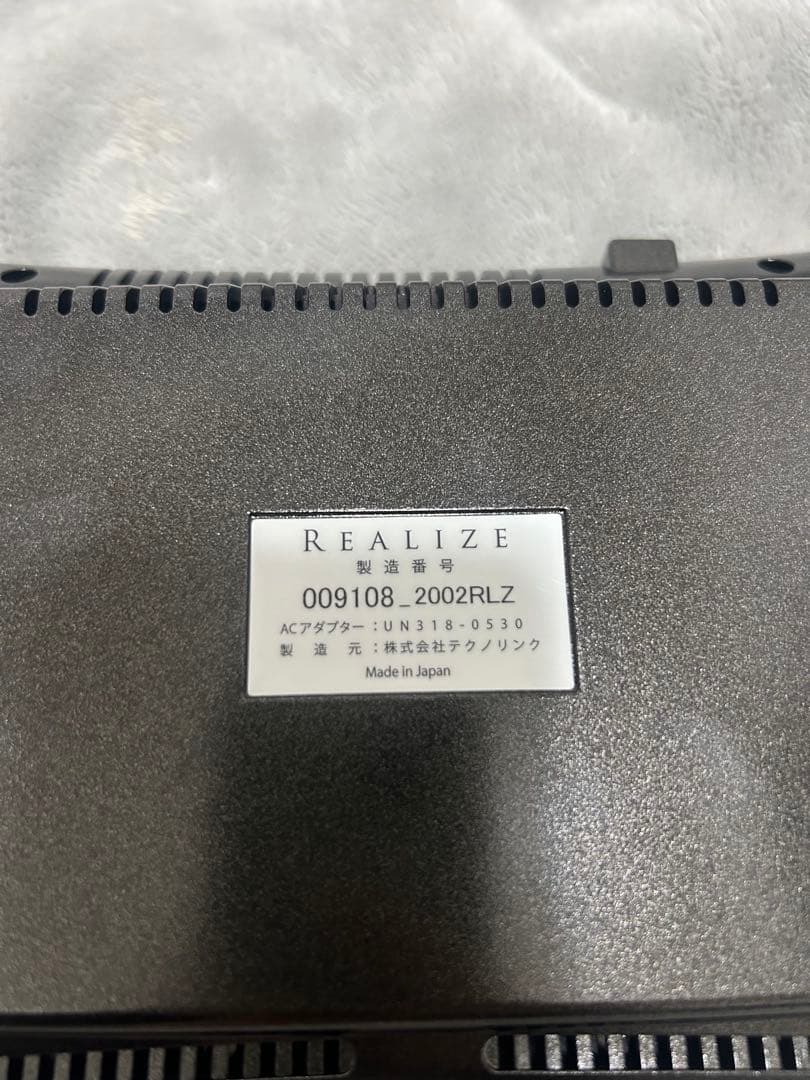 REALIZE
製造番号
009108_2002RLZ
ACアダプター：UN318-0530
製造元：株式会社テクノリンク
Made in Japan